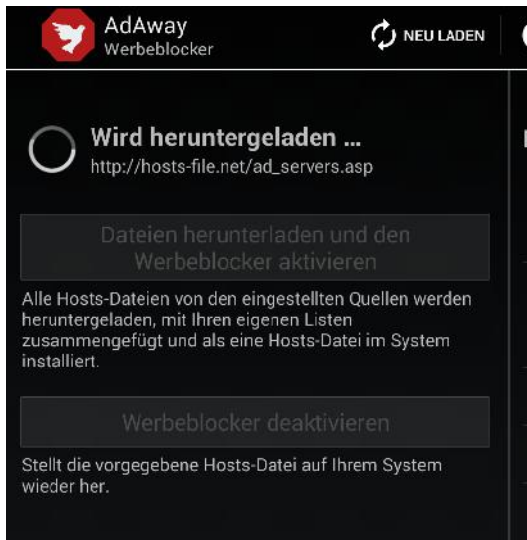 AdAway
Werbeblocker
NEU LADEN
Wird heruntergeladen ...
http://hosts-file.net/ad_servers.asp
Dateien herunterladen und den
Werbeblocker aktivieren
Alle Hosts-Dateien von den eingestellten Quellen werden
heruntergeladen, mit Ihren eigenen Listen
zusammengefügt und als eine Hosts-Datei im System
installiert.
Werbeblocker deaktivieren
Stellt die vorgegebene Hosts-Datei auf Ihrem System
wieder her.